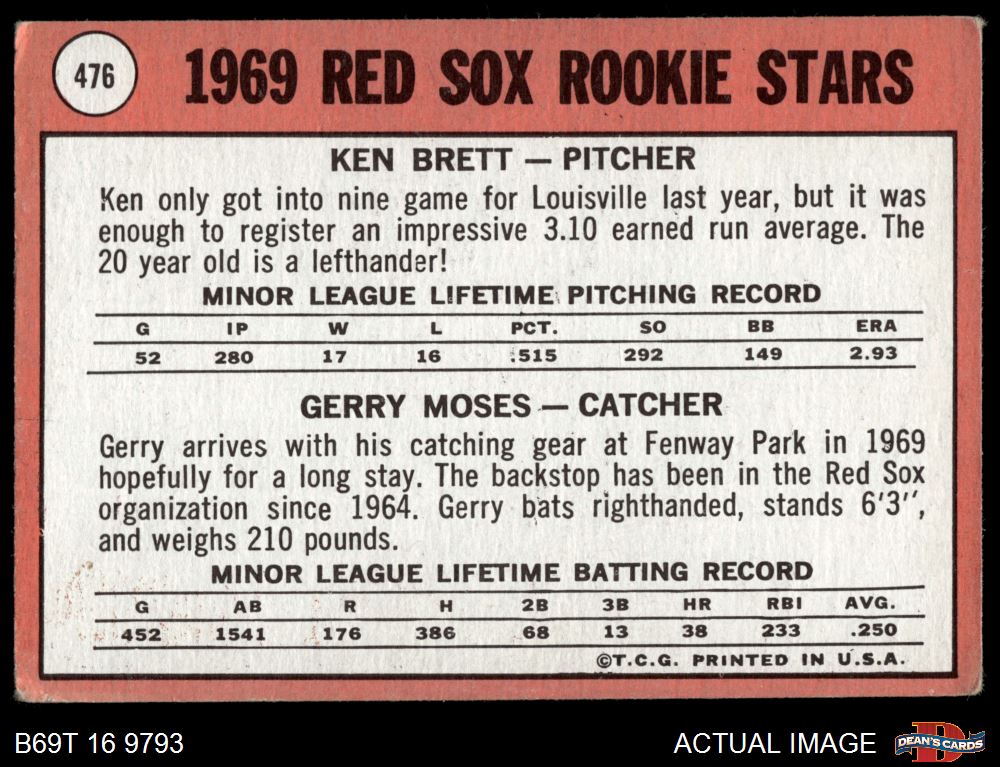 476
1969 RED SOX ROOKIE STARS
KEN BRETT — PITCHER
Ken only got into nine game for Louisville last year, but it was
enough to register an impressive 3.10 earned run average. The
20 year old is a lefthander!
MINOR LEAGUE LIFETIME PITCHING RECORD
G IP W L PCT. SO BB ERA
52 280 17 16 .515 292 149 2.93
GERRY MOSES — CATCHER
Gerry arrives with his catching gear at Fenway Park in 1969
hopefully for a long stay. The backstop has been in the Red Sox
organization since 1964. Gerry bats righthanded, stands 6'3'',
and weighs 210 pounds.
MINOR LEAGUE LIFETIME BATTING RECORD
G AB R H 2B 3B HR RBI AVG.
452 1541 176 386 68 13 38 233 .250
©T.C.G. PRINTED IN U.S.A.
B69T 16 9793
ACTUAL IMAGE
D
DEAN'S CARDS